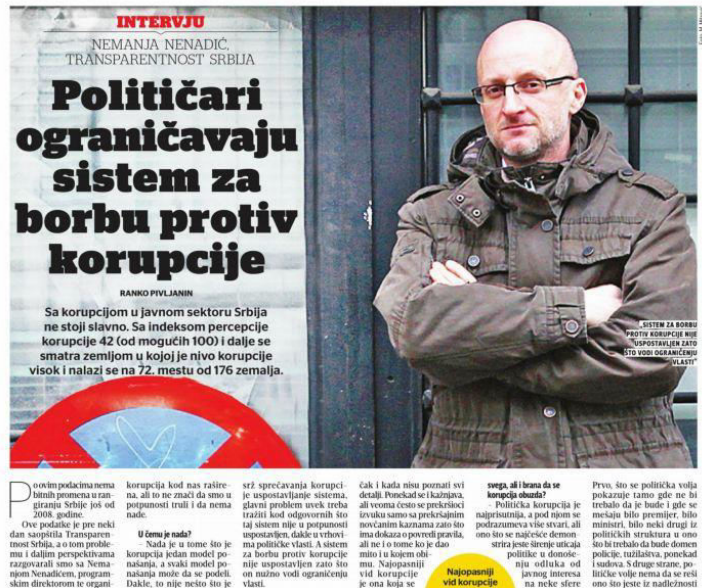 INTERVJU
NEMANJA NENADIĆ,
TRANSPARENTNOST SRBIJA
Političari
ograničavaju
sistem za
borbu protiv
korupcije
RANKO PIVLJANIN
Sa korupcijom u javnom sektoru Srbija
ne stoji slavno. Sa indeksom percepcije
korupcije 42 (od mogućih 100) i dalje se
smatra zemljom u kojoj je nivo korupcije
visok i nalazi se na 72. mestu od 176 zemalja.
„SISTEM ZA BORBU
PROTIV KORUPCIJE NIJE
USPOSTAVLJEN ZATO
ŠTO VODI OGRANIČENJU
VLASTI”
Po ovim podacima nema
bitnih promena u ran-
giranju Srbije još od
2008. godine.
Ove podatke je pre neki
dan saopštila Transparen-
tnost Srbija, a o tom proble-
mu i daljim perspektivama
razgovarali smo sa Nema-
njom Nenadićem, program-
skim direktorom te organi-
korupcija kod nas rašire-
na, ali to ne znači da smo u
potpunosti truli i da nema
nade.
U čemu je nada?
- Nada je u tome što je
korupcija jedan model po-
našanja, a svaki model po-
našanja može da se podeli.
Dakle, to nije nešto što je
srž sprečavanja korupci-
je uspostavljanje sistema,
glavni problem uvek treba
tražiti kod odgovornih što
taj sistem nije u potpunosti
uspostavljen, dakle u vrhovi-
ma političke vlasti. A sistem
za borbu protiv korupcije
nije uspostavljen zato što
on nužno vodi ograničenju
vlasti.
čak i kada nisu poznati svi
detalji. Ponekad se i kažnjava,
ali veoma često se prekršioci
izvuku samo sa prekršajnim
novčanim kaznama zato što
ima dokaza o povredi pravila,
ali ne i o tome ko je dao
mito i u kojem obi-
mu. Najopasniji
vid korupcije
je ona koja se
Najopasniji
vid korupcije
svega, ali i brana da se
korupcija obuzda?
- Politička korupcija je
najprisutnija, a pod njom se
podrazumeva više stvari, ali
ono što se najčešće demon-
strira jeste širenje uticaja
politike u donoše-
nju odluka od
javnog interesa
na neke sfere
Prvo, što se politička volja
pokazuje tamo gde ne bi
trebalo da je bude i gde se
mešaju bilo premijer, bilo
ministri, bilo neki drugi iz
političkih struktura u ono
što bi trebalo da bude domen
policije, tužilaštva, ponekad
i sudova. S druge strane, po-
litičke volje nema da se reši
ono što jeste iz nadležnosti